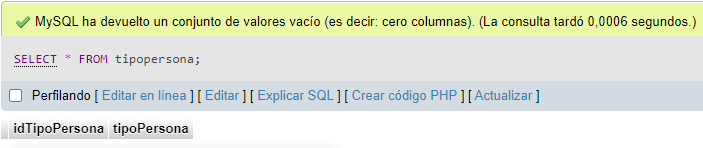 MySQL ha devuelto un conjunto de valores vacío (es decir: cero columnas). (La consulta tardó 0,0006 segundos.)
SELECT * FROM tipopersona;
Perfilando [ Editar en línea ] [ Editar ] [ Explicar SQL ] [ Crear código PHP ] [ Actualizar ]
idTipoPersona tipoPersona